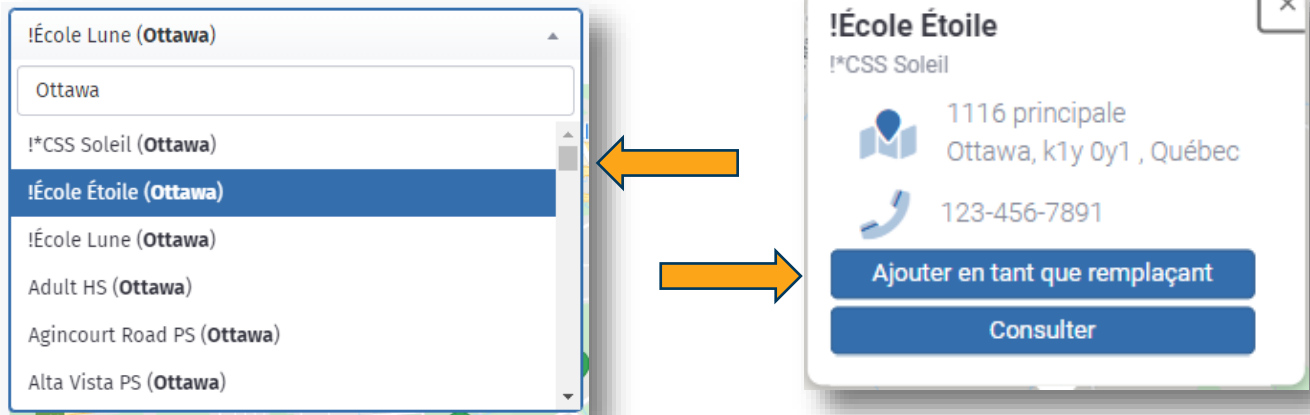 !École Lune (Ottawa)
Ottawa
!*CSS Soleil (Ottawa)
!École Étoile (Ottawa)
!École Lune (Ottawa)
Adult HS (Ottawa)
Agincourt Road PS (Ottawa)
Alta Vista PS (Ottawa)
!École Étoile
!*CSS Soleil
1116 principale
Ottawa, k1y 0y1 , Québec
123-456-7891
Ajouter en tant que remplaçant
Consulter